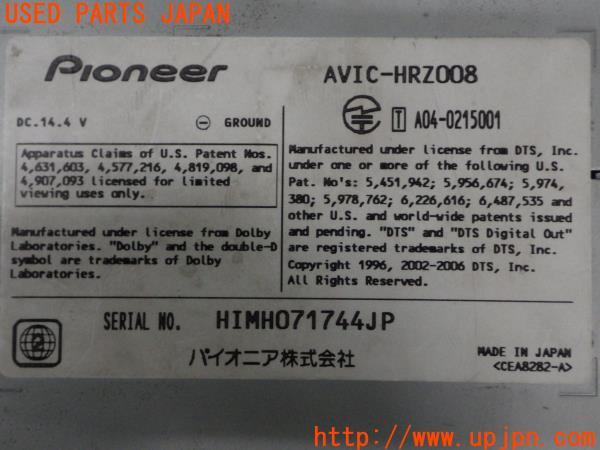 USED PARTS JAPAN
Pioneer
AVIC-HRZ008
DC.14.4 V
⊖ GROUND
T A04-0215001
Apparatus Claims of U.S. Patent Nos.
4,631,603, 4,577,216, 4,819,098, and
4,907,093 licensed for limited
viewing uses only.
Manufactured under license from Dolby
Laboratories. "Dolby" and the double-D
symbol are trademarks of Dolby
Laboratories.
Manufactured under license from DTS, Inc.
under one or more of the following U.S.
Pat. No's: 5,451,942; 5,956,674; 5,974,
380; 5,978,762; 6,226,616; 6,487,535 and
other U.S. and world-wide patents issued
and pending. "DTS" and "DTS Digital Out"
are registered trademarks of DTS, Inc.
Copyright 1996, 2002-2006 DTS, Inc.
All Rights Reserved.
2
SERIAL NO. HIMH071744JP
パイオニア株式会社
MADE IN JAPAN
<CEA8282-A>
http://www.upjpn.com